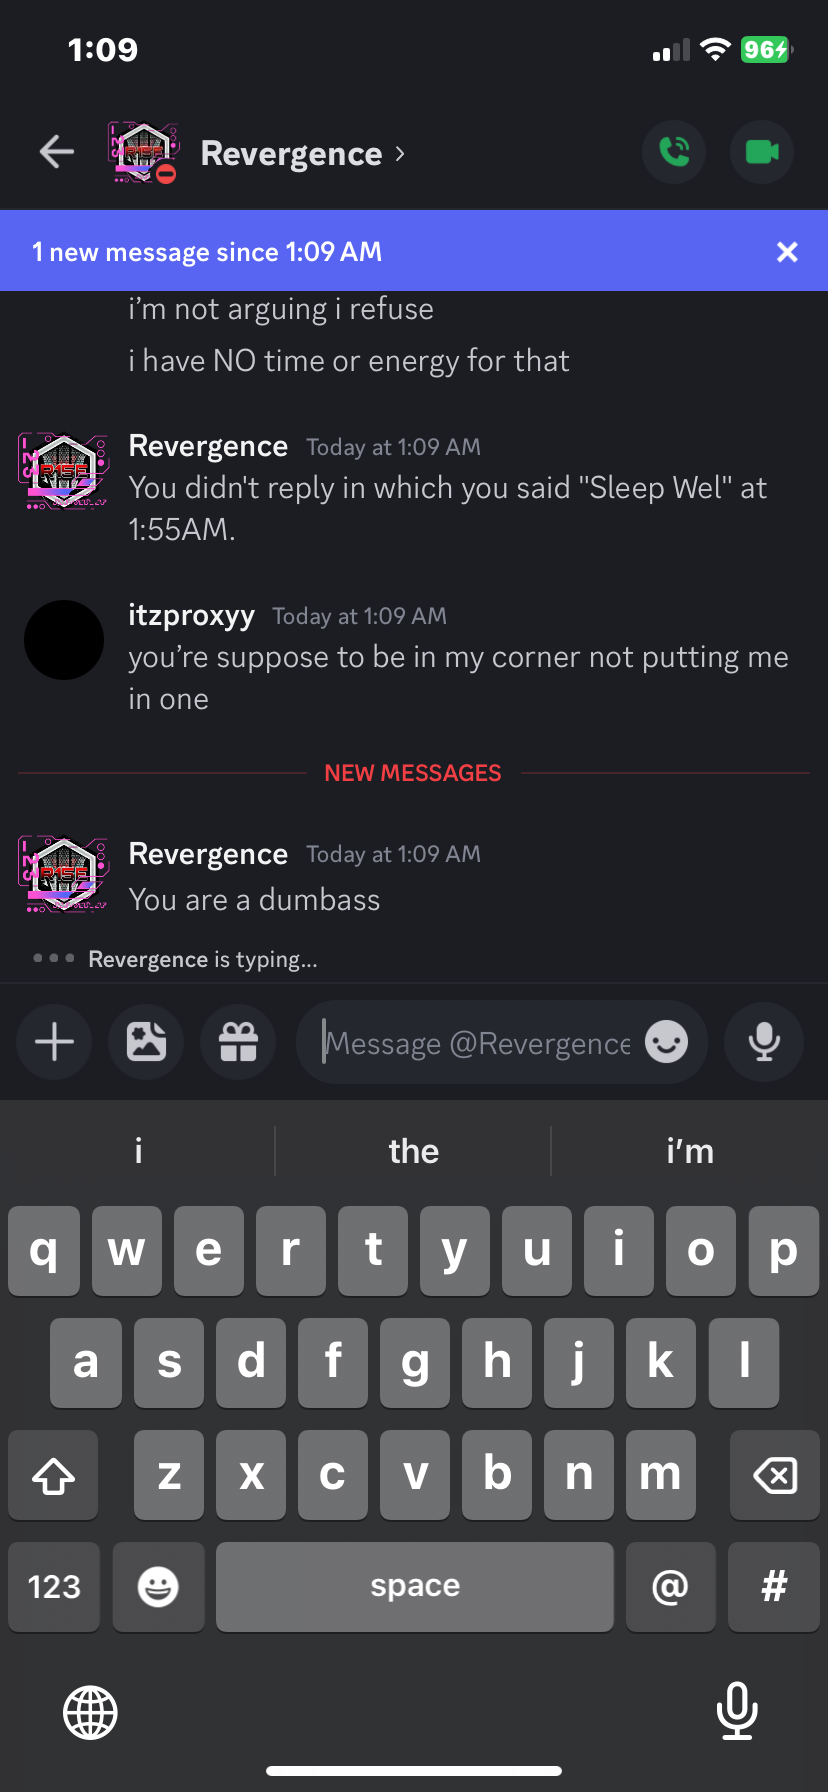 1:09
96
Revergence ›
1 new message since 1:09 AM
i’m not arguing i refuse
i have NO time or energy for that
Revergence Today at 1:09 AM
You didn't reply in which you said "Sleep Wel" at
1:55AM.
itzproxyy Today at 1:09 AM
you’re suppose to be in my corner not putting me
in one
NEW MESSAGES
Revergence Today at 1:09 AM
You are a dumbass
Revergence is typing...
Message @Revergence
i the i’m
q w e r t y u i o p
a s d f g h j k l
z x c v b n m
123 space @ #